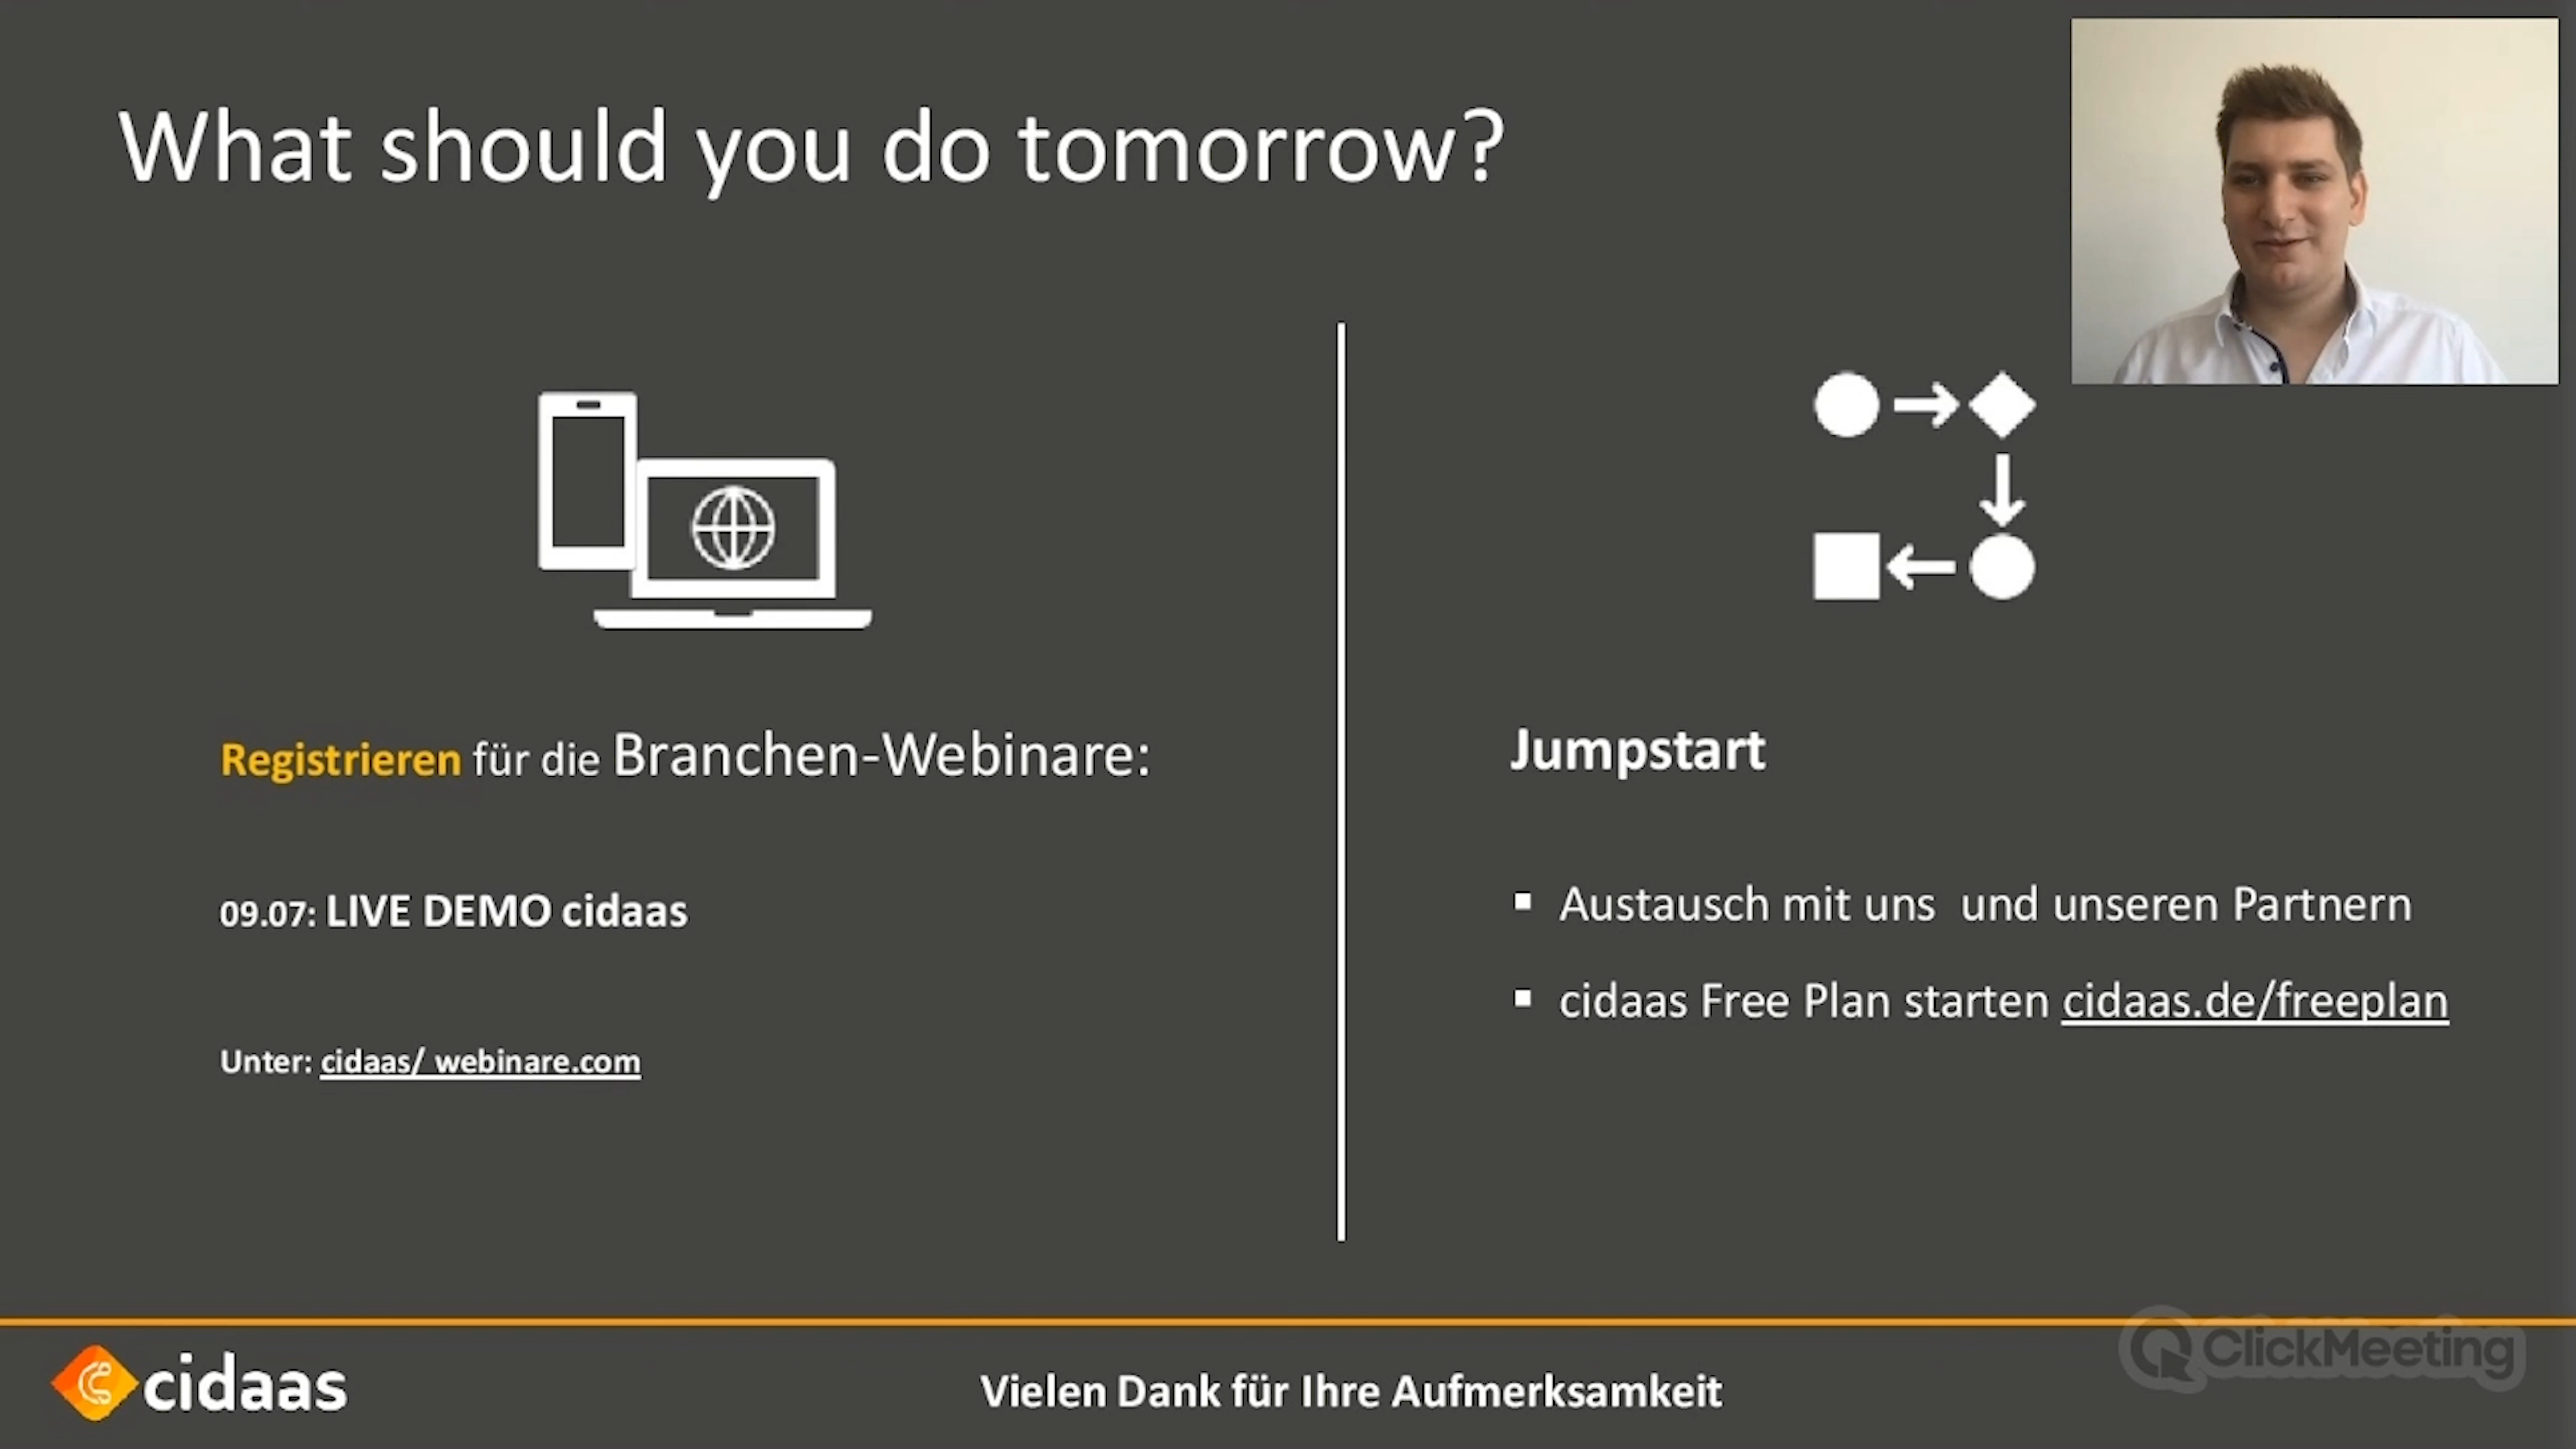 What should you do tomorrow?
Registrieren für die Branchen-Webinare:
09.07: LIVE DEMO cidaas
Unter: cidaas/ webinare.com
Jumpstart
▪ Austausch mit uns  und unseren Partnern
▪ cidaas Free Plan starten cidaas.de/freeplan
cidaas
Vielen Dank für Ihre Aufmerksamkeit
ClickMeeting